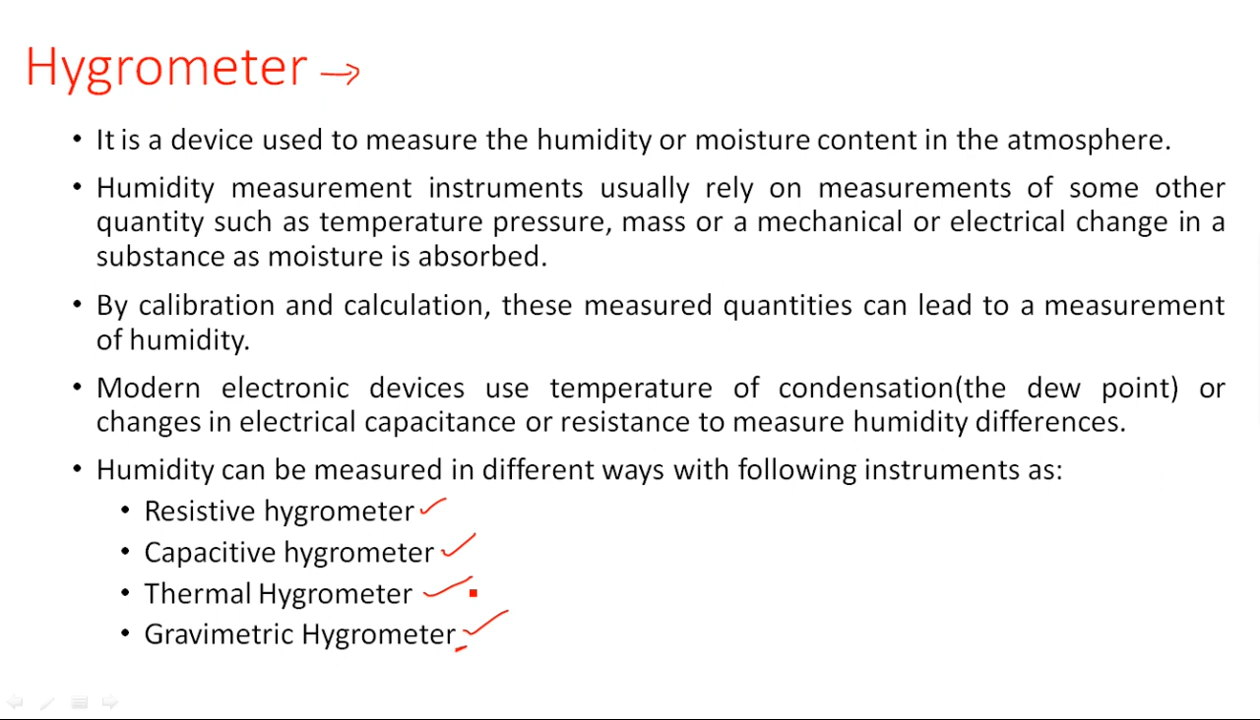 Hygrometer
• It is a device used to measure the humidity or moisture content in the atmosphere.
• Humidity measurement instruments usually rely on measurements of some other
quantity such as temperature pressure, mass or a mechanical or electrical change in a
substance as moisture is absorbed.
• By calibration and calculation, these measured quantities can lead to a measurement
of humidity.
• Modern electronic devices use temperature of condensation(the dew point) or
changes in electrical capacitance or resistance to measure humidity differences.
• Humidity can be measured in different ways with following instruments as:
• Resistive hygrometer
• Capacitive hygrometer
• Thermal Hygrometer
• Gravimetric Hygrometer